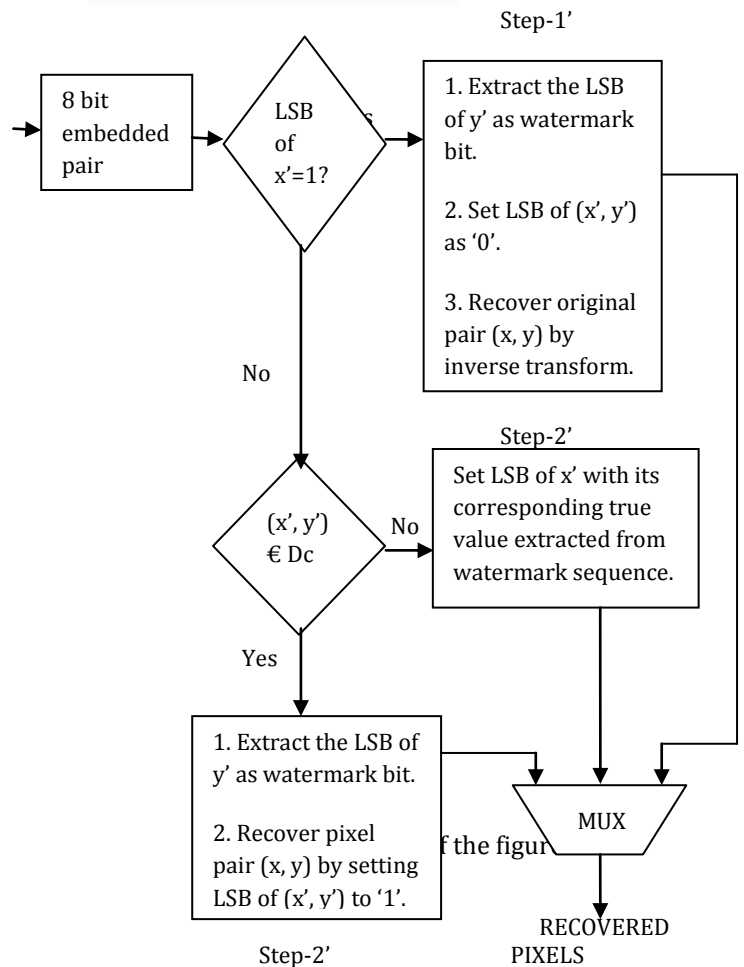 Step-1’
8 bit
embedded
pair
LSB
of
x’=1?
s
1. Extract the LSB
of y’ as watermark
bit.
2. Set LSB of (x’, y’)
as ‘0’.
3. Recover original
pair (x, y) by
inverse transform.
No
Step-2’
(x’, y’)
€ Dc
No
Set LSB of x’ with its
corresponding true
value extracted from
watermark sequence.
Yes
1. Extract the LSB of
y’ as watermark bit.
2. Recover pixel
pair (x, y) by setting
LSB of (x’, y’) to ‘1’.
f the figur
MUX
RECOVERED
PIXELS
Step-2’